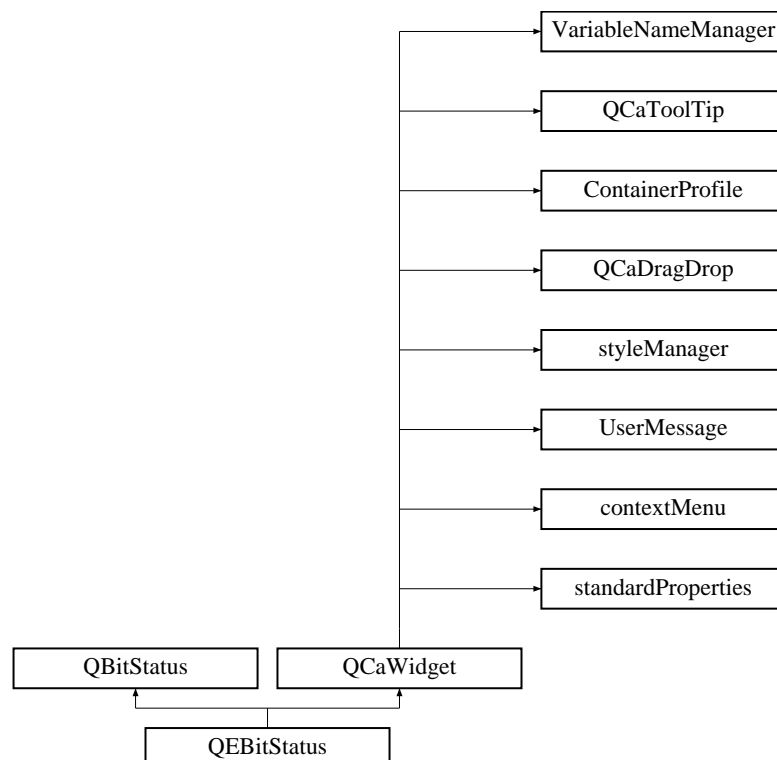 VariableNameManager
QCaToolTip
ContainerProfile
QCaDragDrop
styleManager
UserMessage
contextMenu
standardProperties
QBitStatus
QCaWidget
QEBitStatus